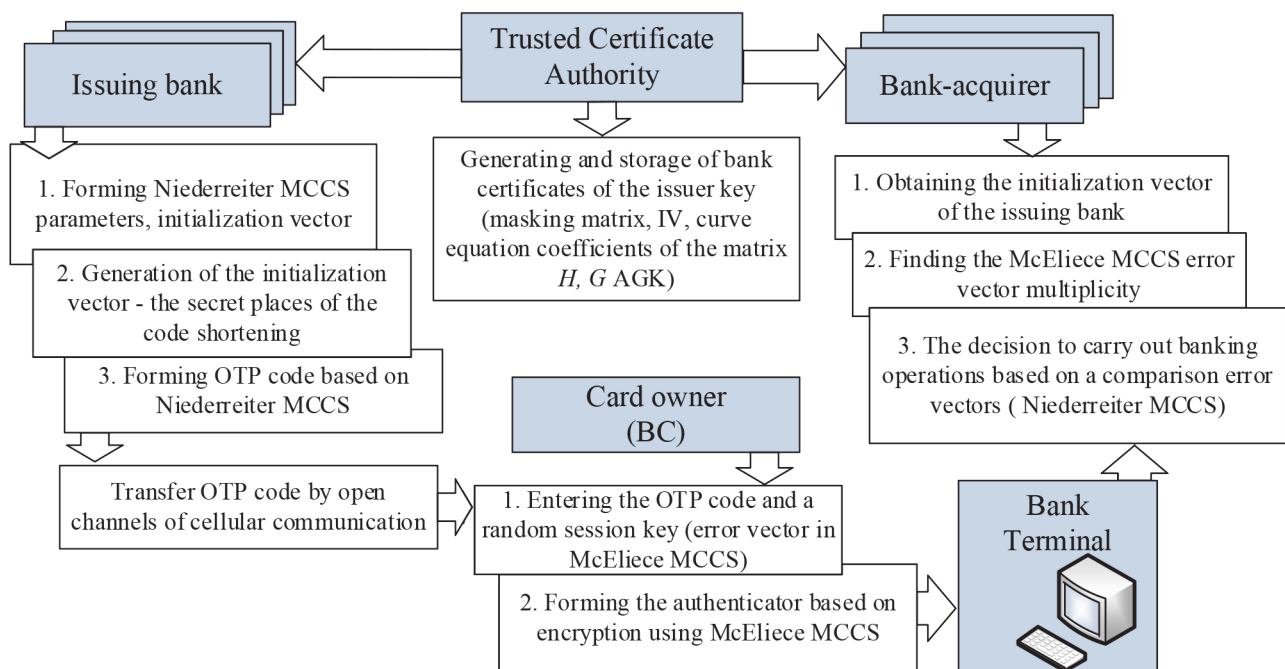 Issuing bank
Trusted Certificate
Authority
Bank-acquirer
1. Forming Niederreiter MCCS
parameters, initialization vector
2. Generation of the initialization
vector - the secret places of the
code shortening
3. Forming OTP code based on
Niederreiter MCCS
Transfer OTP code by open
channels of cellular communication
Generating and storage of bank
certificates of the issuer key
(masking matrix, IV, curve
equation coefficients of the matrix
H, G AGK)
Card owner
(BC)
1. Entering the OTP code and a
random session key (error vector in
McEliece MCCS)
2. Forming the authenticator based on
encryption using McEliece MCCS
1. Obtaining the initialization vector
of the issuing bank
2. Finding the McEliece MCCS error
vector multiplicity
3. The decision to carry out banking
operations based on a comparison error
vectors ( Niederreiter MCCS)
Bank
Terminal